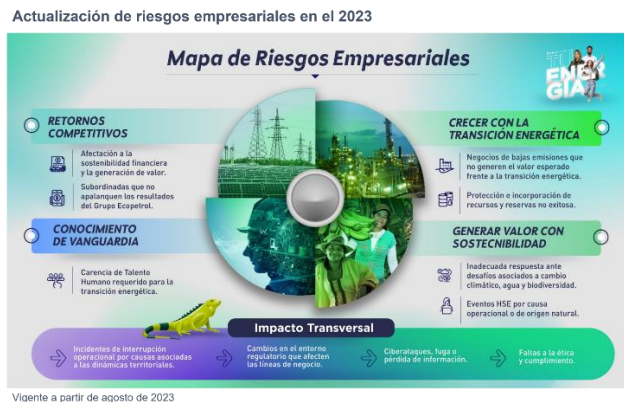 Actualización de riesgos empresariales en el 2023
Mapa de Riesgos Empresariales
TU
ENER
GÍA
RETORNOS
COMPETITIVOS
Afectación a la
sostenibilidad financiera
y la generación de valor.
Subordinadas que no
apalanquen los resultados
del Grupo Ecopetrol.
CONOCIMIENTO
DE VANGUARDIA
Carencia de Talento
Humano requerido para la
transición energética.
CRECER CON LA
TRANSICIÓN ENERGÉTICA
Negocios de bajas emisiones que
no generen el valor esperado
frente a la transición energética.
Protección e incorporación de
recursos y reservas no exitosa.
GENERAR VALOR CON
SOSTECNIBILIDAD
Inadecuada respuesta ante
desafíos asociados a cambio
climático, agua y biodiversidad.
Eventos HSE por causa
operacional o de origen natural.
Impacto Transversal
Incidentes de interrupción
operacional por causas asociadas
a las dinámicas territoriales.
Cambios en el entorno
regulatorio que afecten
las líneas de negocio.
Ciberataques, fuga o
pérdida de información.
Faltas a la ética
y cumplimiento.
Vigente a partir de agosto de 2023